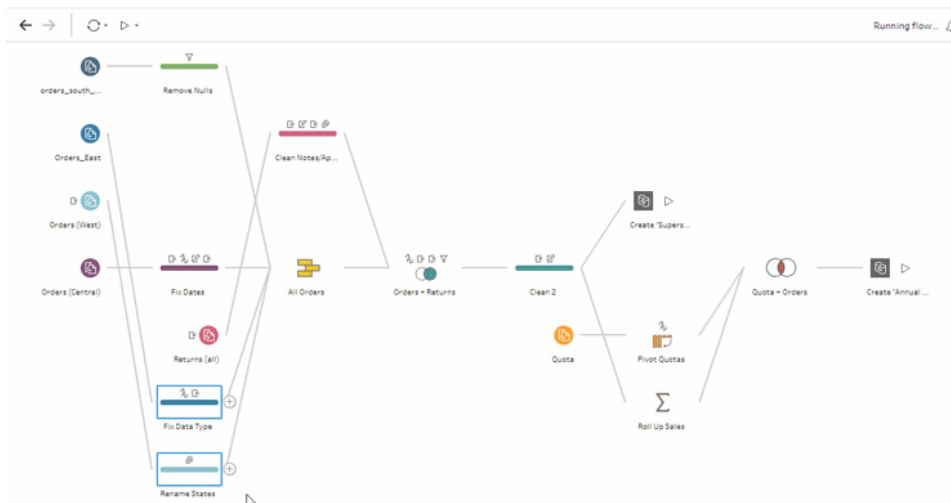 Running flow...
orders_south_...
Remove Nulls
Orders_East
Clean Notes/Ap...
Orders (West)
Create 'Supers...
Orders (Central)
Fix Dates
All Orders
Orders + Returns
Clean 2
Quota + Orders
Create 'Annual ...
Returns (all)
Quota
Pivot Quotas
Fix Data Type
Roll Up Sales
Rename States